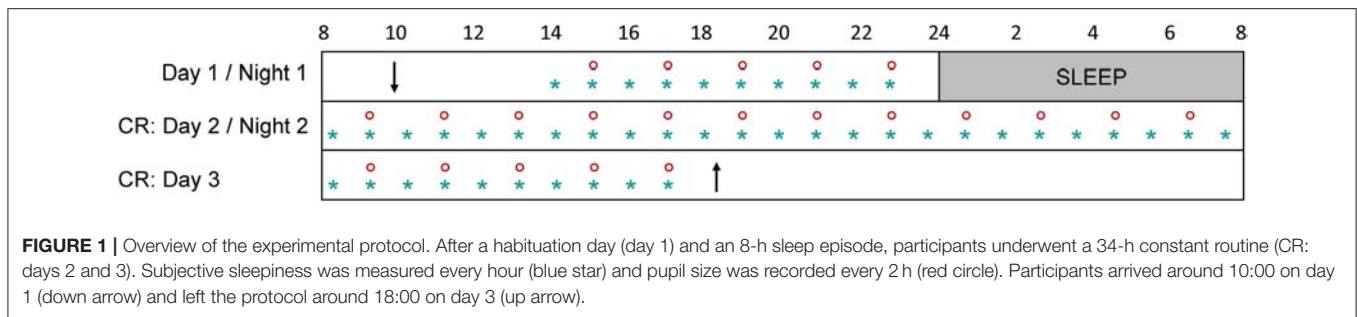 8 10 12 14 16 18 20 22 24 2 4 6 8
Day 1 / Night 1
SLEEP
CR: Day 2 / Night 2
CR: Day 3
FIGURE 1 | Overview of the experimental protocol. After a habituation day (day 1) and an 8-h sleep episode, participants underwent a 34-h constant routine (CR:
days 2 and 3). Subjective sleepiness was measured every hour (blue star) and pupil size was recorded every 2 h (red circle). Participants arrived around 10:00 on day
1 (down arrow) and left the protocol around 18:00 on day 3 (up arrow).